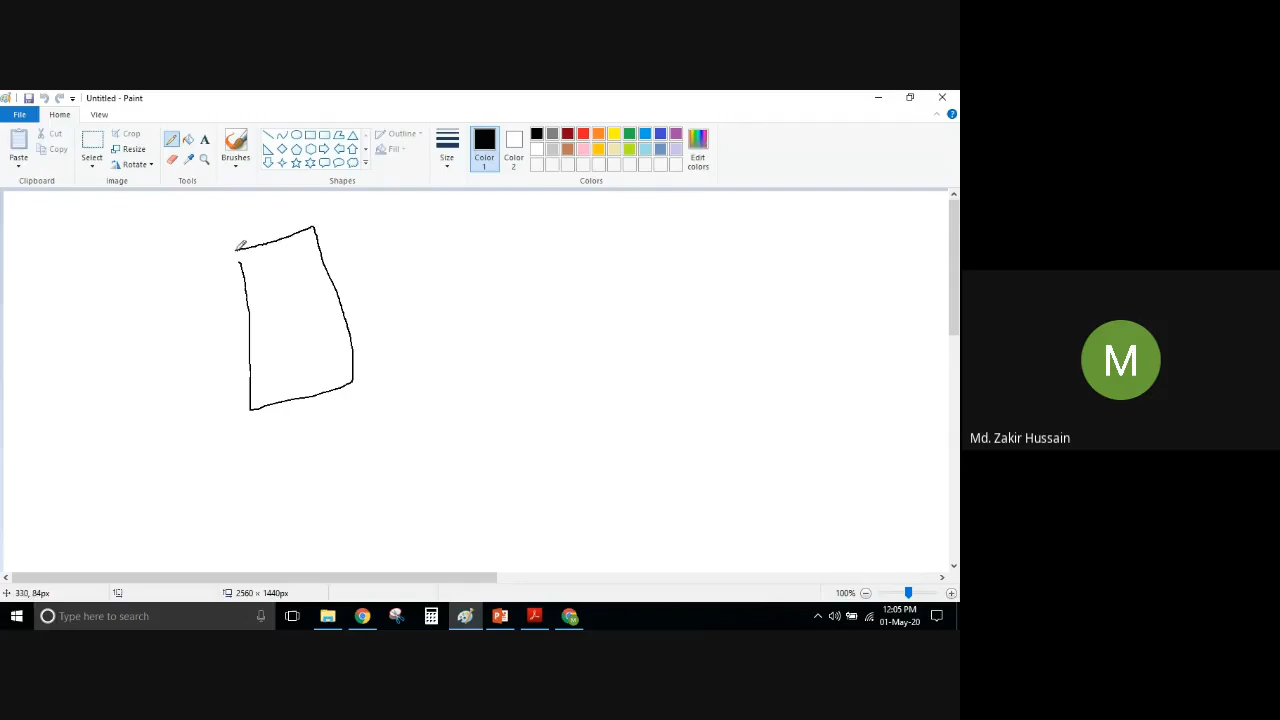 Untitled - Paint
File Home View
Cut
Copy
Paste
Clipboard
Crop
Resize
Rotate
Select
Image
Tools
Brushes
Outline
Fill
Shapes
Size
Color 1
Color 2
Edit colors
Colors
M
Md. Zakir Hussain
330, 84px
2560 × 1440px
100%
Type here to search
12:05 PM
01-May-20